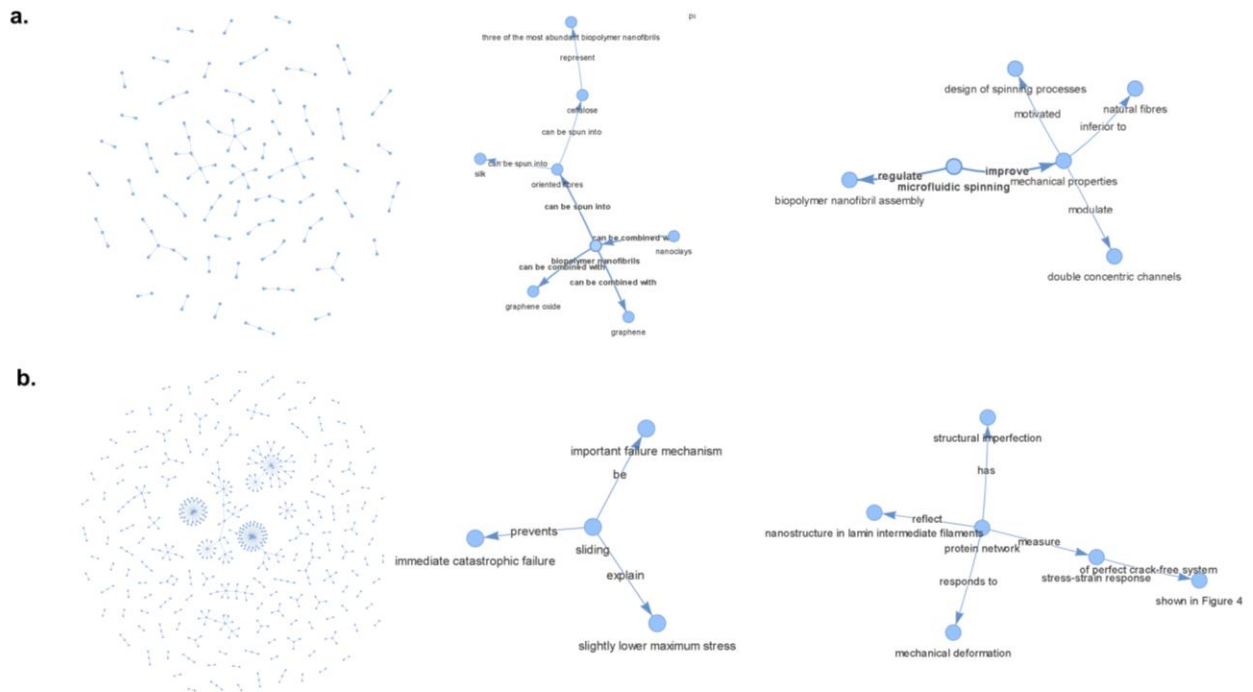 a.
three of the most abundant biopolymer nanofibrils
represent
cellulose
can be spun into
can be spun into
silk
oriented fibres
can be spun into
can be combined w
nanoclays
biopolymer nanofibrils
can be combined with
can be combined with
graphene oxide
graphene
design of spinning processes
motivated
natural fibres
inferior to
regulate
improve
mechanical properties
microfluidic spinning
biopolymer nanofibril assembly
modulate
double concentric channels
b.
important failure mechanism
be
prevents
sliding
immediate catastrophic failure
explain
slightly lower maximum stress
structural imperfection
has
reflect
nanostructure in lamin intermediate filaments
measure
protein network
of perfect crack-free system
stress-strain response
responds to
shown in Figure 4
mechanical deformation